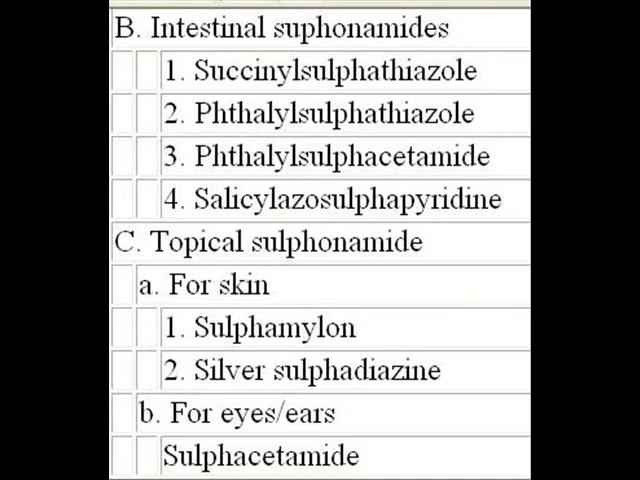 B. Intestinal suphonamides
1. Succinylsulphathiazole
2. Phthalylsulphathiazole
3. Phthalylsulphacetamide
4. Salicylazosulphapyridine
C. Topical sulphonamide
a. For skin
1. Sulphamylon
2. Silver sulphadiazine
b. For eyes/ears
Sulphacetamide